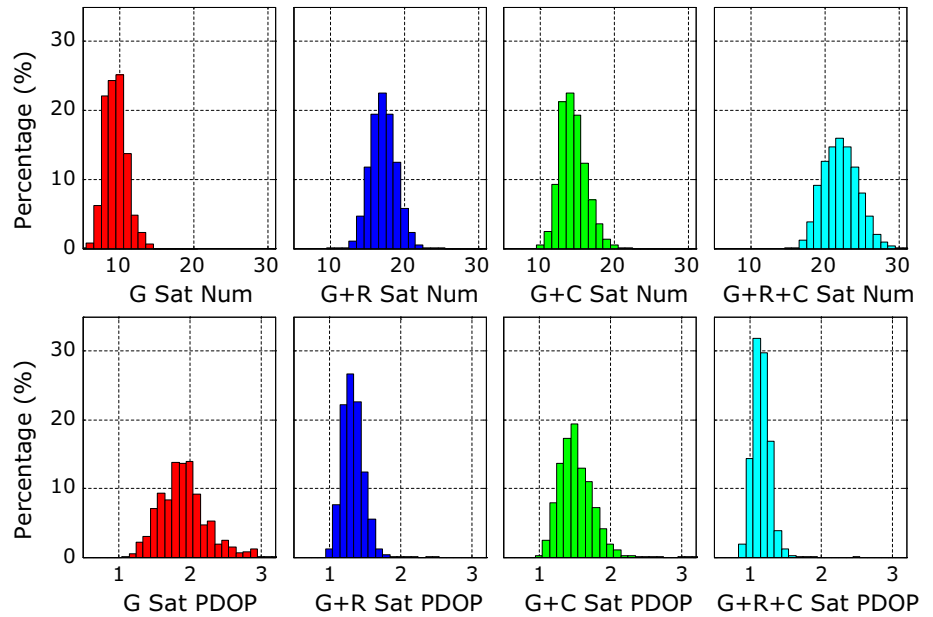 Percentage (%)
30
20
10
0
10 20 30
10 20 30
10 20 30
10 20 30
G Sat Num
G+R Sat Num
G+C Sat Num
G+R+C Sat Num
Percentage (%)
30
20
10
0
1 2 3
1 2 3
1 2 3
1 2 3
G Sat PDOP
G+R Sat PDOP
G+C Sat PDOP
G+R+C Sat PDOP